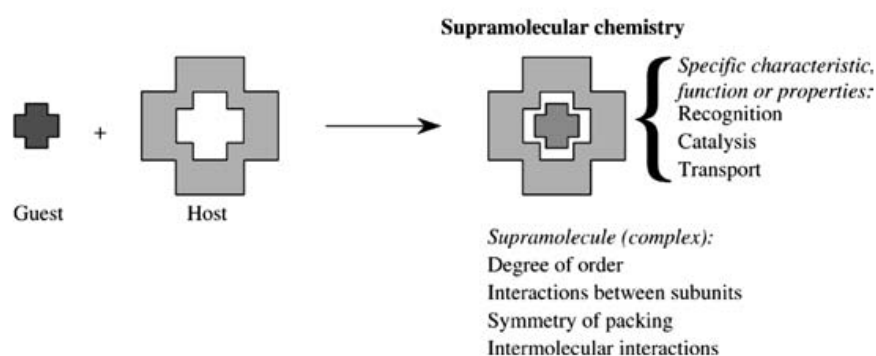 Supramolecular chemistry
Specific characteristic,
function or properties:
Recognition
Catalysis
Transport
+
Guest
Host
Supramolecule (complex):
Degree of order
Interactions between subunits
Symmetry of packing
Intermolecular interactions